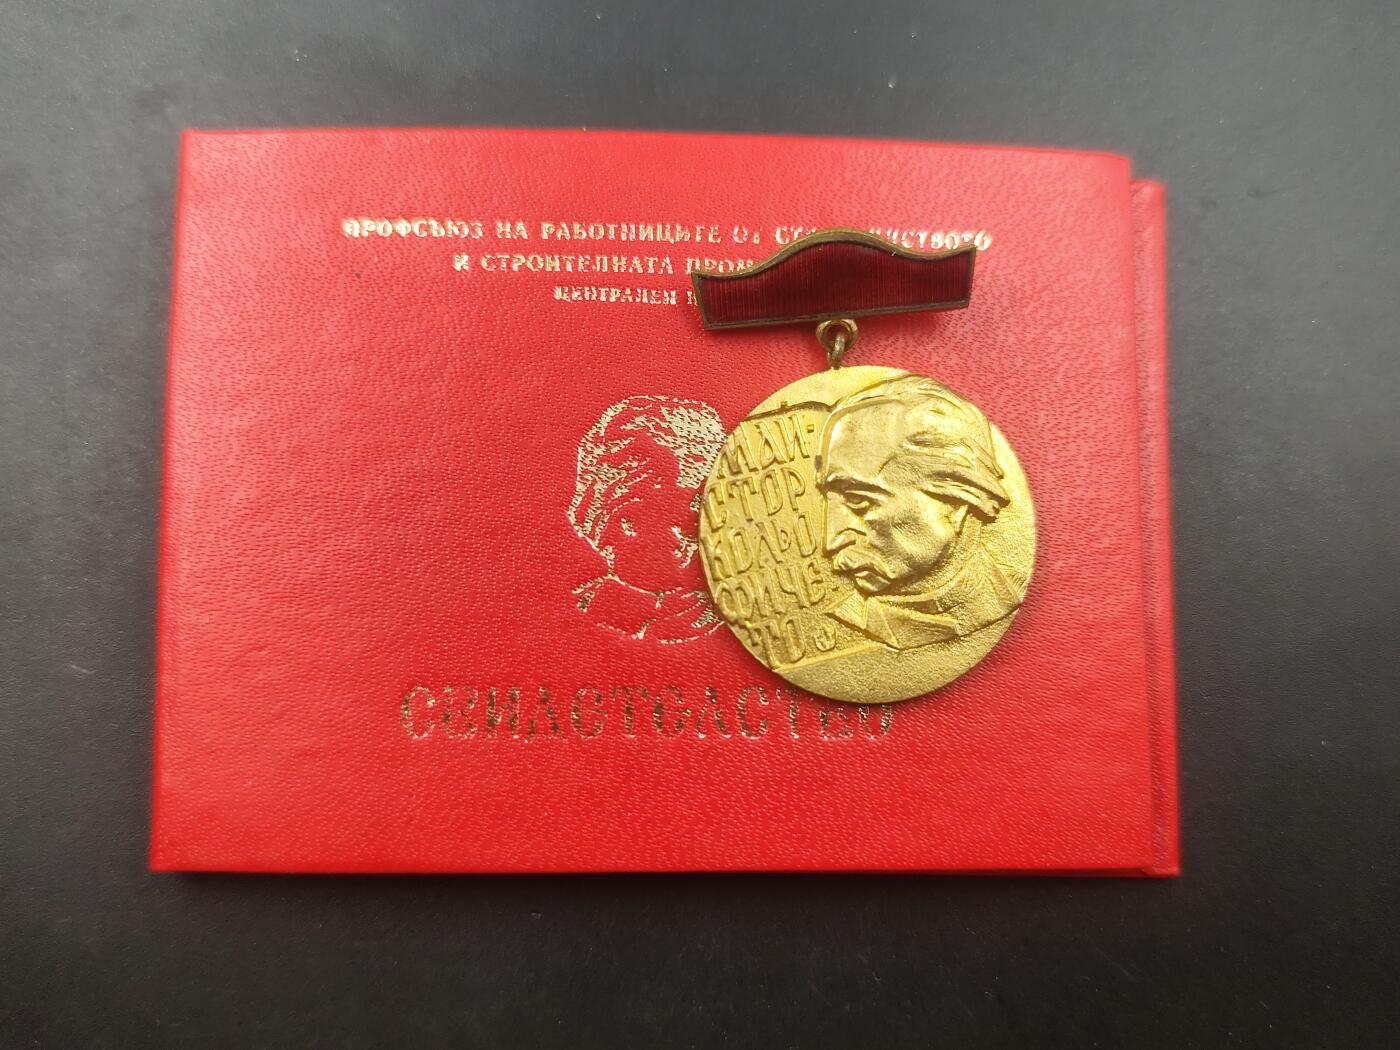 ПРОФСЪЮЗ НА РАБОТНИЦИТЕ ОТ
И СТРОИТЕЛНАТА
ЦЕНТРАЛЕН
МАЙ-
СТОР
КОЛЬО
ФИЧЕ
ТО
СВИДЕТЕЛСТВО